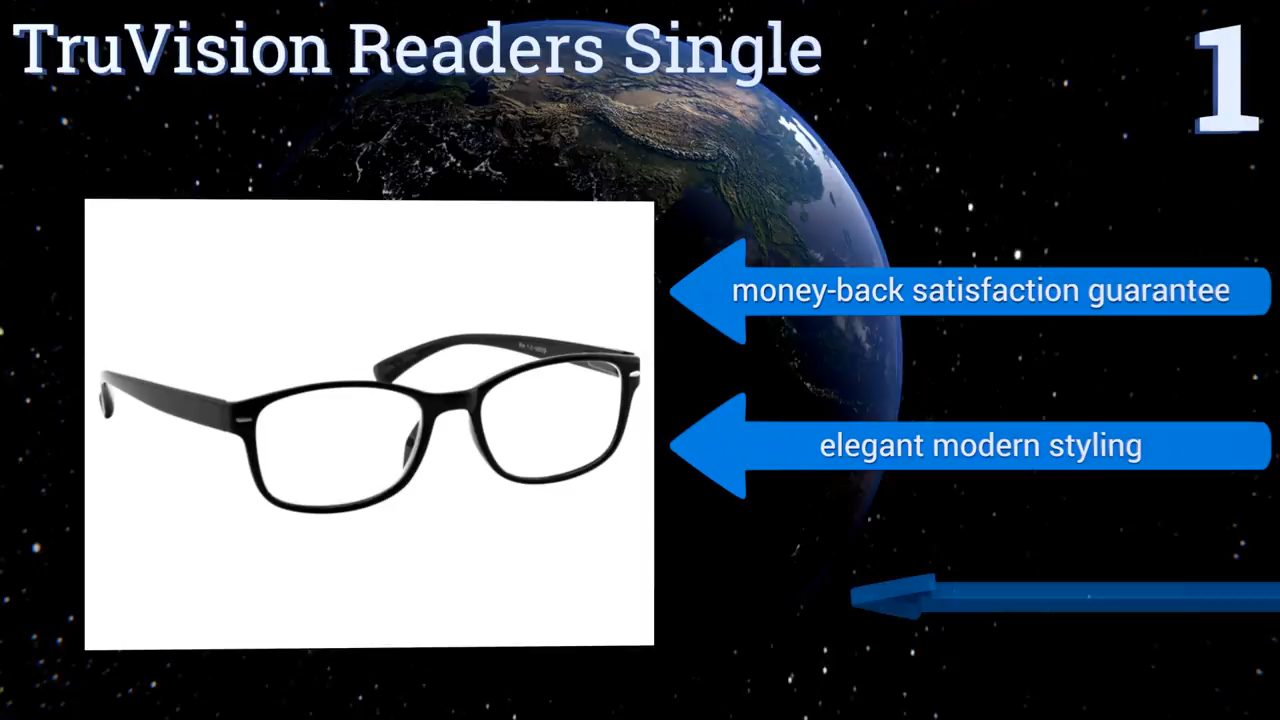 TruVision Readers Single
1
money-back satisfaction guarantee
elegant modern styling